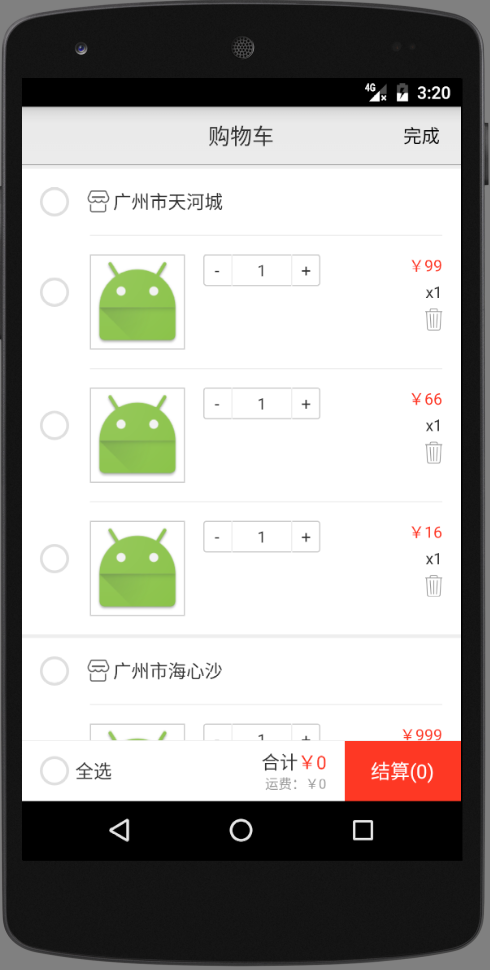 4G 3:20
购物车 完成
广州市天河城
- 1 + ￥99
x1
- 1 + ￥66
x1
- 1 + ￥16
x1
广州市海心沙
- 1 + ￥999
全选 合计￥0 结算(0)
运费：￥0